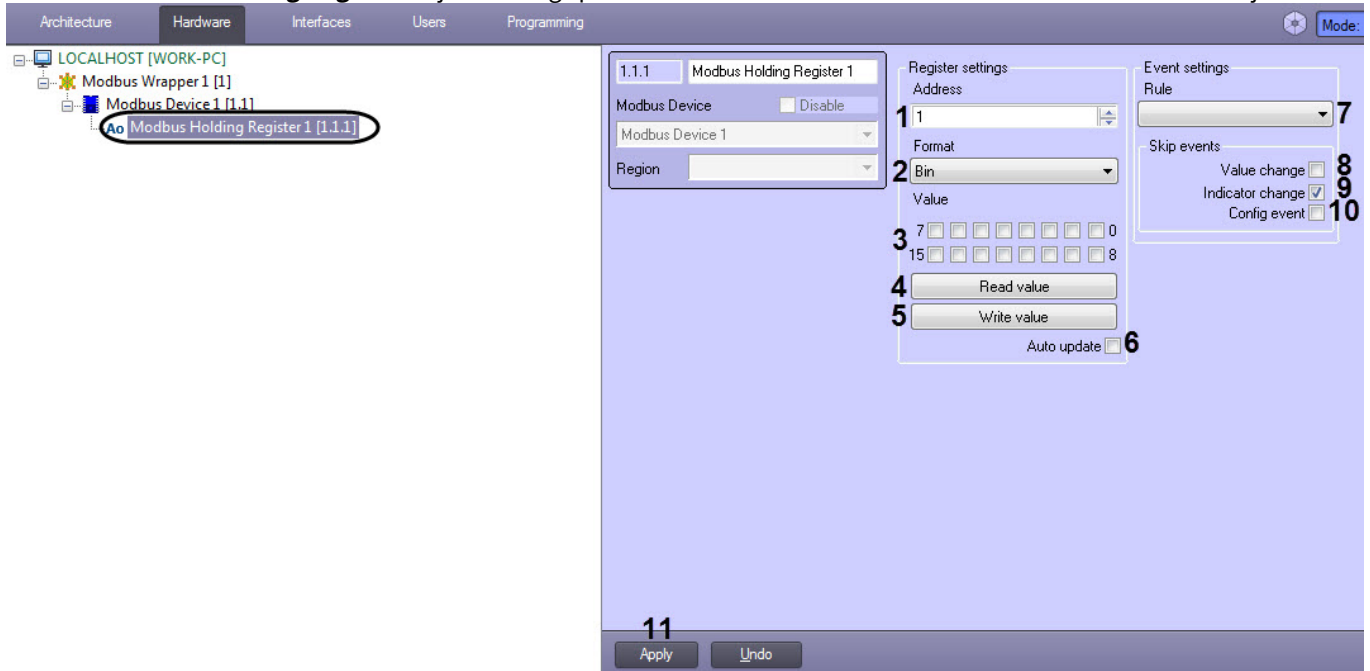 Architecture Hardware Interfaces Users Programming Mode:
LOCALHOST [WORK-PC]
Modbus Wrapper 1 [1]
Modbus Device 1 [1.1]
Ao Modbus Holding Register 1 [1.1.1]
1.1.1 Modbus Holding Register 1
Modbus Device Disable
Modbus Device 1
Region
Register settings
Address
1 1
Format
2 Bin
Value
3
7 0
15 8
4 Read value
5 Write value
Auto update 6
Event settings
Rule
7
Skip events
Value change 8
Indicator change 9
Config event 10
11
Apply Undo